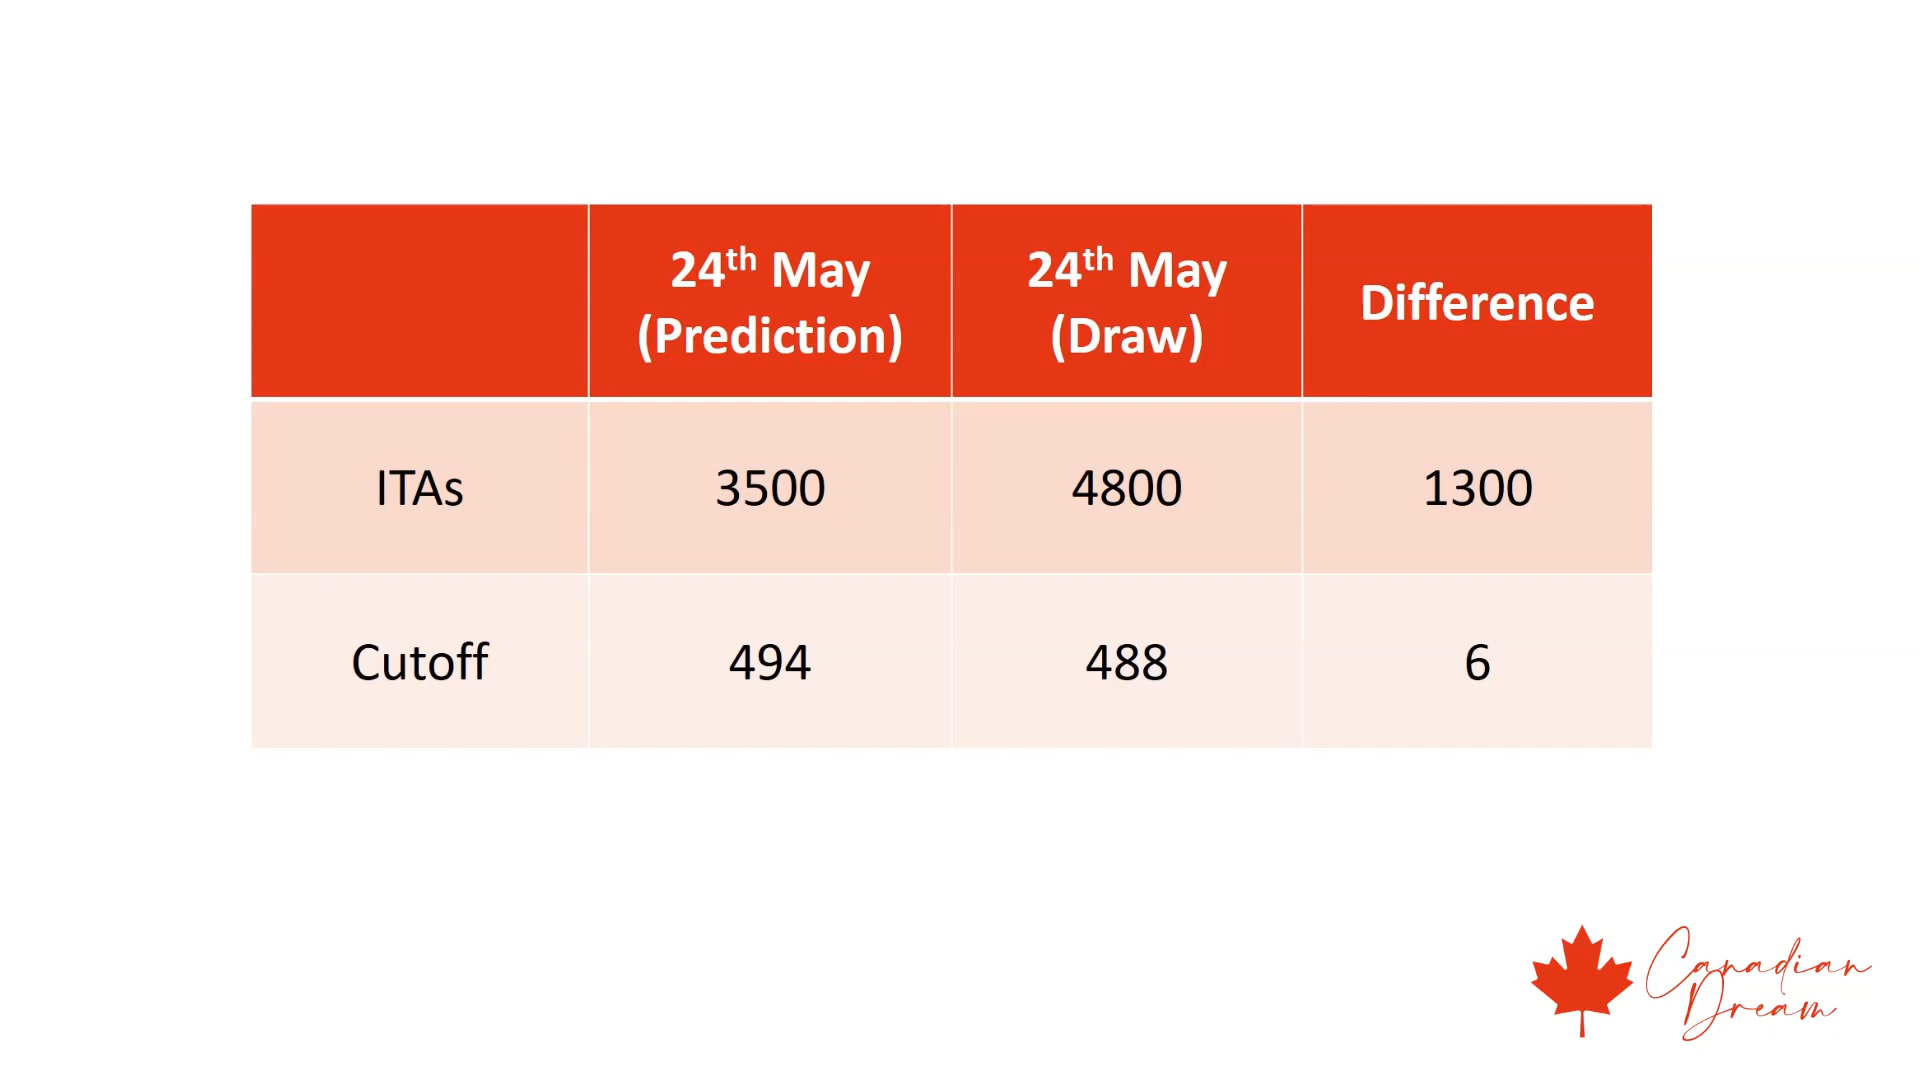 24th May (Prediction)
24th May (Draw)
Difference
ITAs 3500 4800 1300
Cutoff 494 488 6
Canadian
Dream